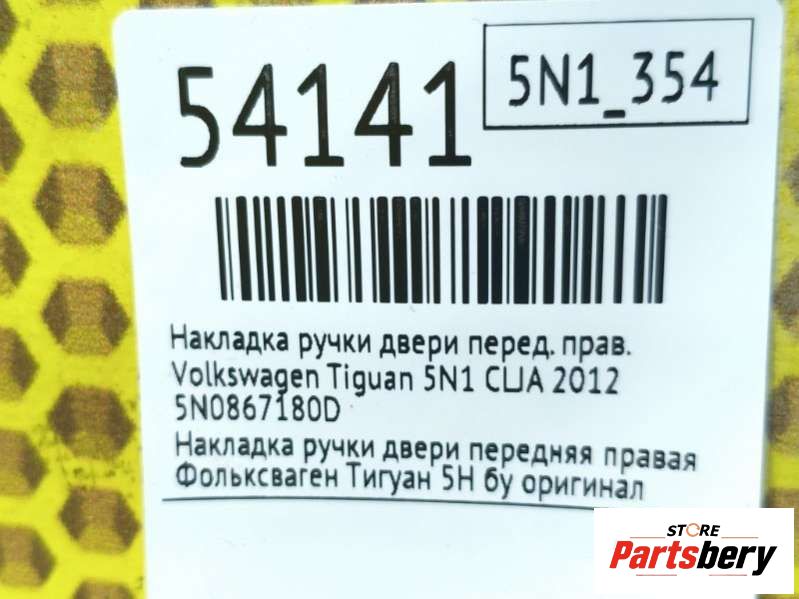 54141
5N1_354
Накладка ручки двери перед. прав.
Volkswagen Tiguan 5N1 CLJA 2012
5N0867180D
Накладка ручки двери передняя правая
Фольксваген Тигуан 5Н бу оригинал
STORE
Partsbery